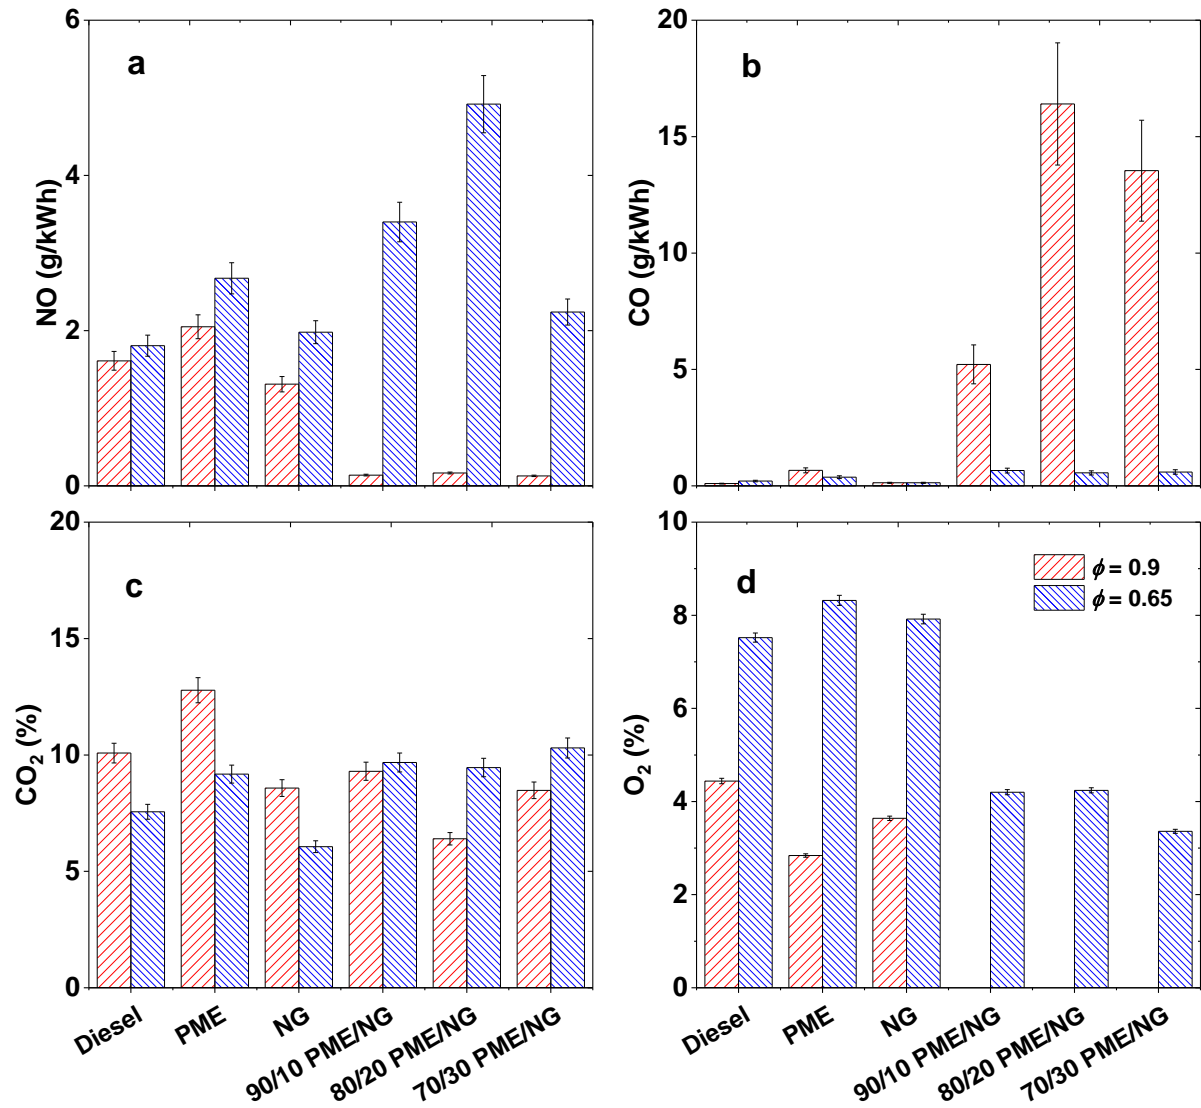 a
NO (g/kWh)
6
4
2
0
b
CO (g/kWh)
20
15
10
5
0
c
CO₂ (%)
20
15
10
5
0
Diesel
PME
NG
90/10 PME/NG
80/20 PME/NG
70/30 PME/NG
d
O₂ (%)
10
8
6
4
2
0
ϕ = 0.9
ϕ = 0.65
Diesel
PME
NG
90/10 PME/NG
80/20 PME/NG
70/30 PME/NG